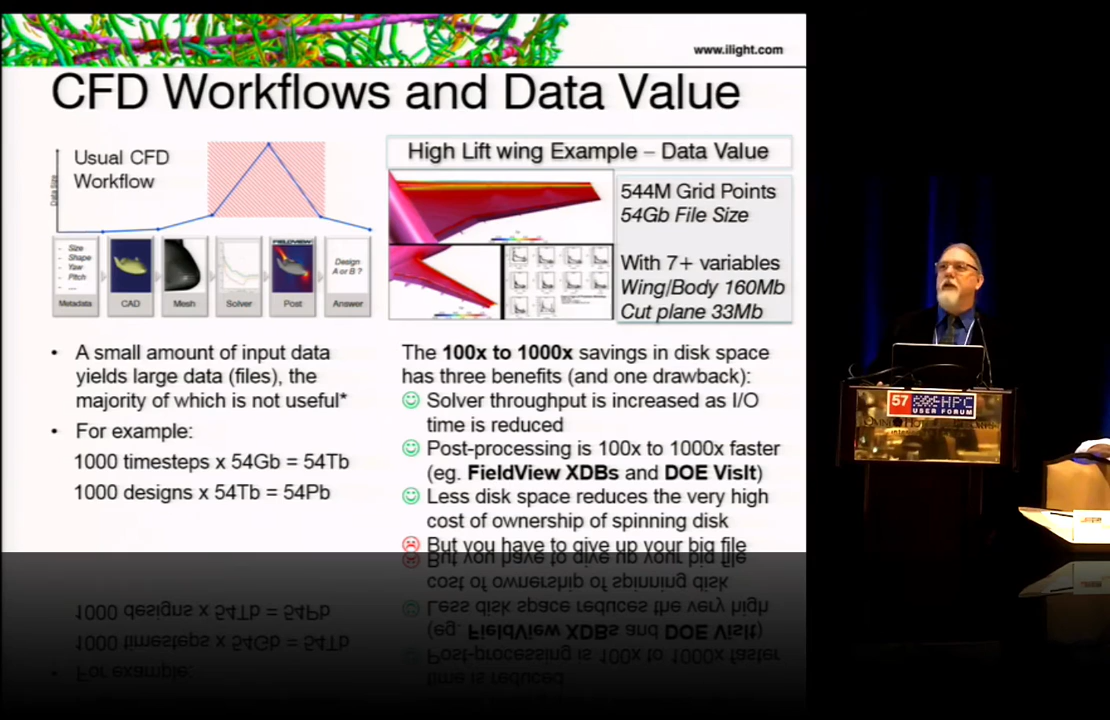 www.ilight.com
CFD Workflows and Data Value
Usual CFD
Workflow
Data Size
- Size
- Shape
- Yaw
- Pitch
- ....
Metadata
CAD
Mesh
Solver
FIELDVIEW
Post
Design
A or B ?
Answer
• A small amount of input data
yields large data (files), the
majority of which is not useful*
• For example:
1000 timesteps x 54Gb = 54Tb
1000 designs x 54Tb = 54Pb
High Lift wing Example – Data Value
544M Grid Points
54Gb File Size
With 7+ variables
Wing/Body 160Mb
Cut plane 33Mb
The 100x to 1000x savings in disk space
has three benefits (and one drawback):
Solver throughput is increased as I/O
time is reduced
Post-processing is 100x to 1000x faster
(eg. FieldView XDBs and DOE VisIt)
Less disk space reduces the very high
cost of ownership of spinning disk
But you have to give up your big file
57 HPC
USER FORUM